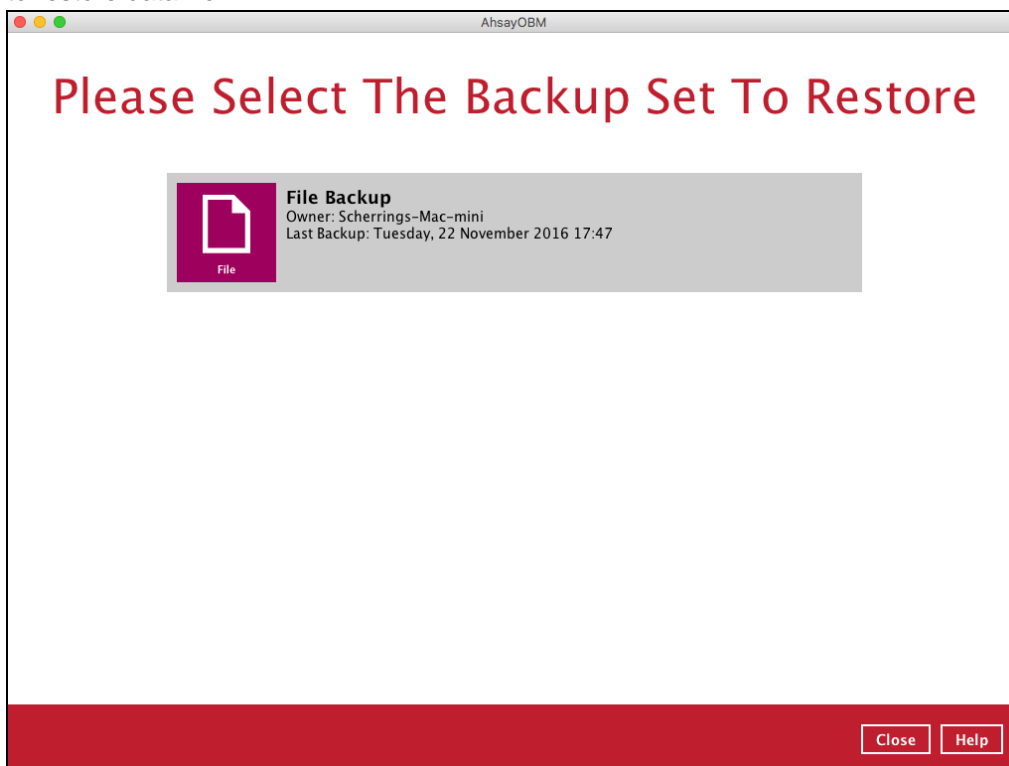 AhsayOBM
Please Select The Backup Set To Restore
File Backup
Owner: Scherrings-Mac-mini
Last Backup: Tuesday, 22 November 2016 17:47
File
Close Help